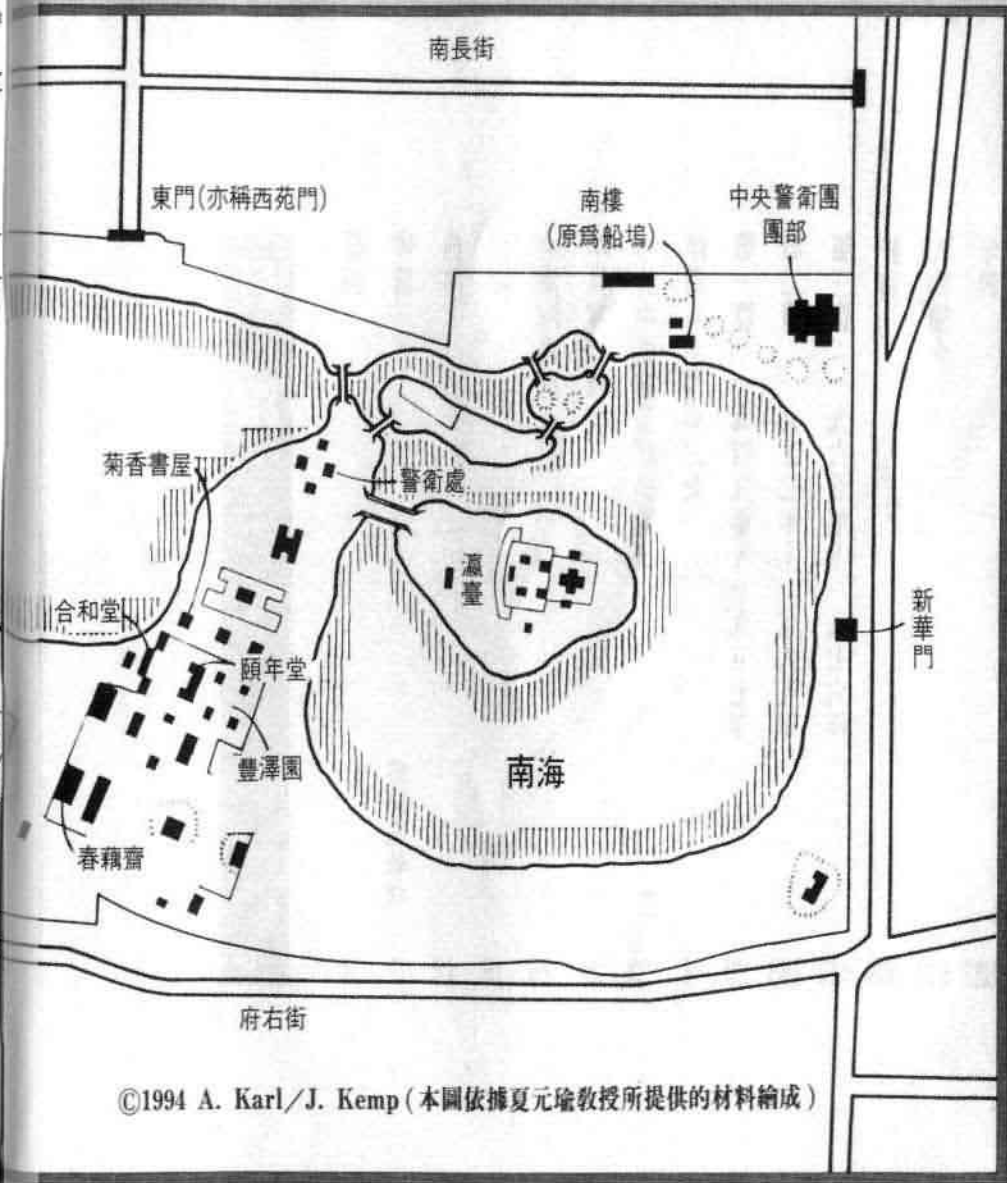 南長街
東門(亦稱西苑門)
南樓
(原爲船塢)
中央警衛團
團部
菊香書屋
警衛處
瀛臺
合和堂
頤年堂
新華門
豐澤園
南海
春藕齋
府右街
©1994 A. Karl/J. Kemp(本圖依據夏元瑜教授所提供的材料繪成)